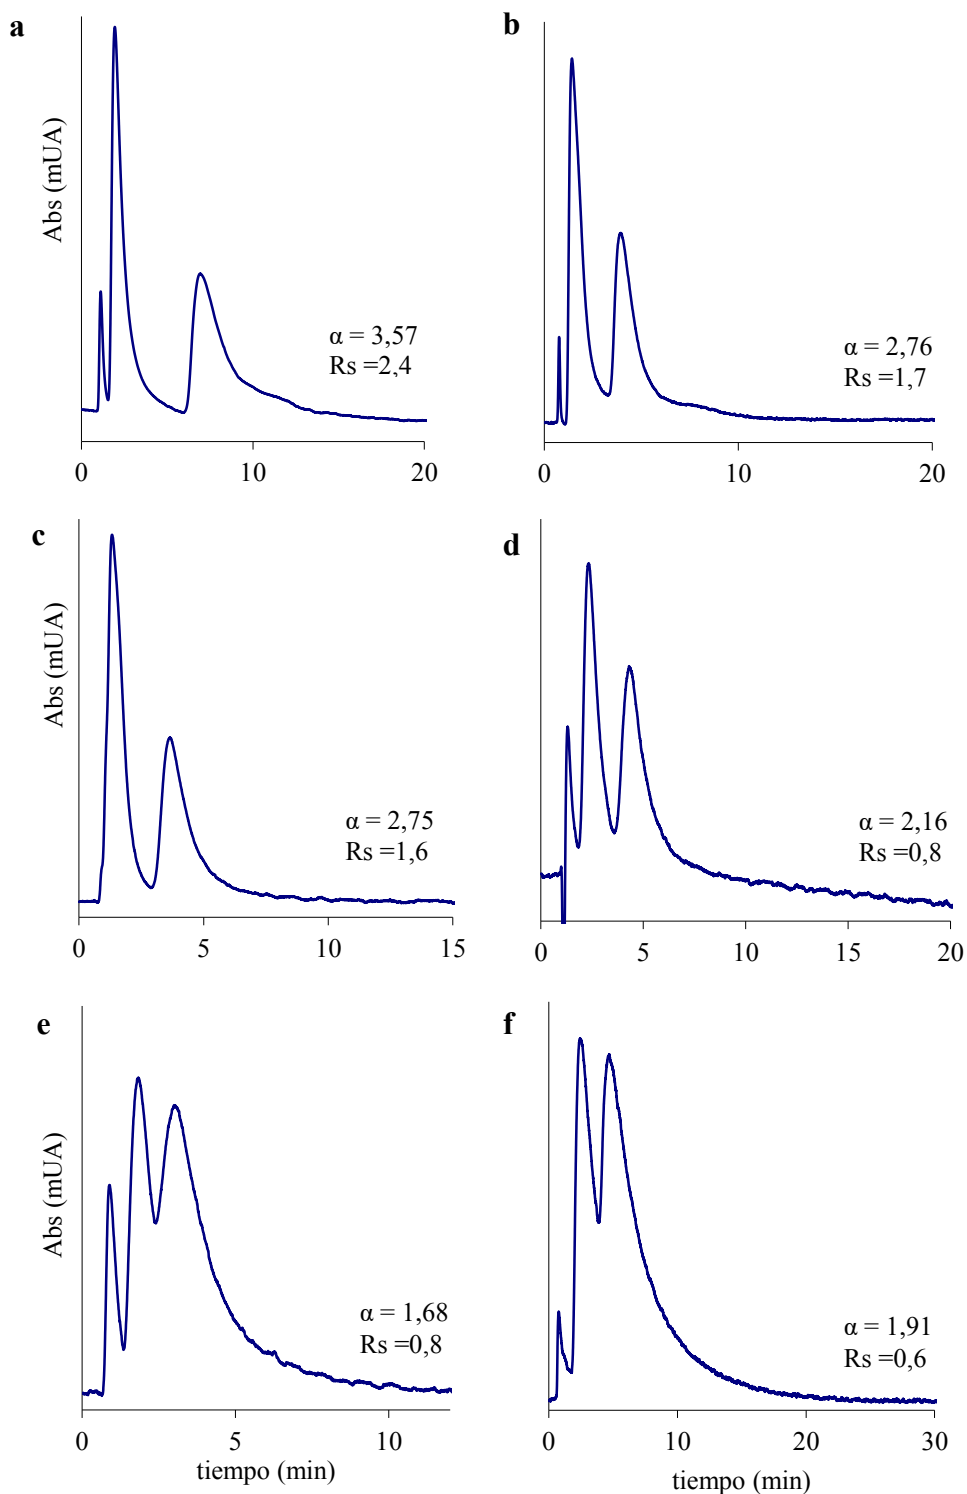 a
b
Abs (mUA)
α = 3,57
Rs =2,4
α = 2,76
Rs =1,7
0 10 20
0 10 20
c
d
Abs (mUA)
α = 2,75
Rs =1,6
α = 2,16
Rs =0,8
0 5 10 15
0 5 10 15 20
e
f
Abs (mUA)
α = 1,68
Rs =0,8
α = 1,91
Rs =0,6
0 5 10
0 10 20 30
tiempo (min)
tiempo (min)